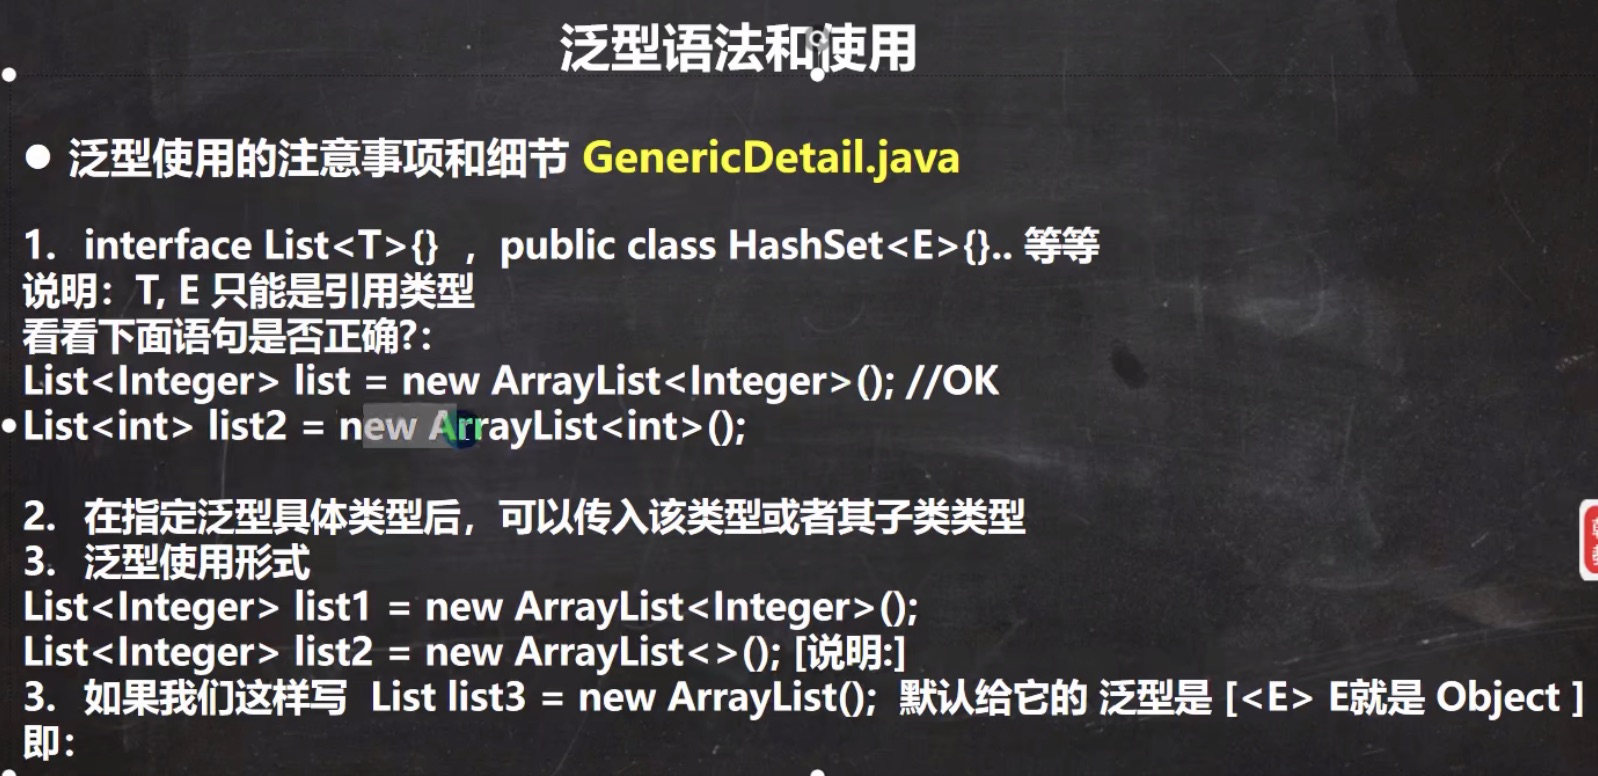 泛型语法和使用
● 泛型使用的注意事项和细节 GenericDetail.java
1. interface List<T>{} , public class HashSet<E>{}.. 等等
说明：T, E 只能是引用类型
看看下面语句是否正确?：
List<Integer> list = new ArrayList<Integer>(); //OK
List<int> list2 = new ArrayList<int>();
2. 在指定泛型具体类型后，可以传入该类型或者其子类类型
3. 泛型使用形式
List<Integer> list1 = new ArrayList<Integer>();
List<Integer> list2 = new ArrayList<>(); [说明:]
3. 如果我们这样写 List list3 = new ArrayList(); 默认给它的 泛型是 [<E> E就是 Object ]
即：